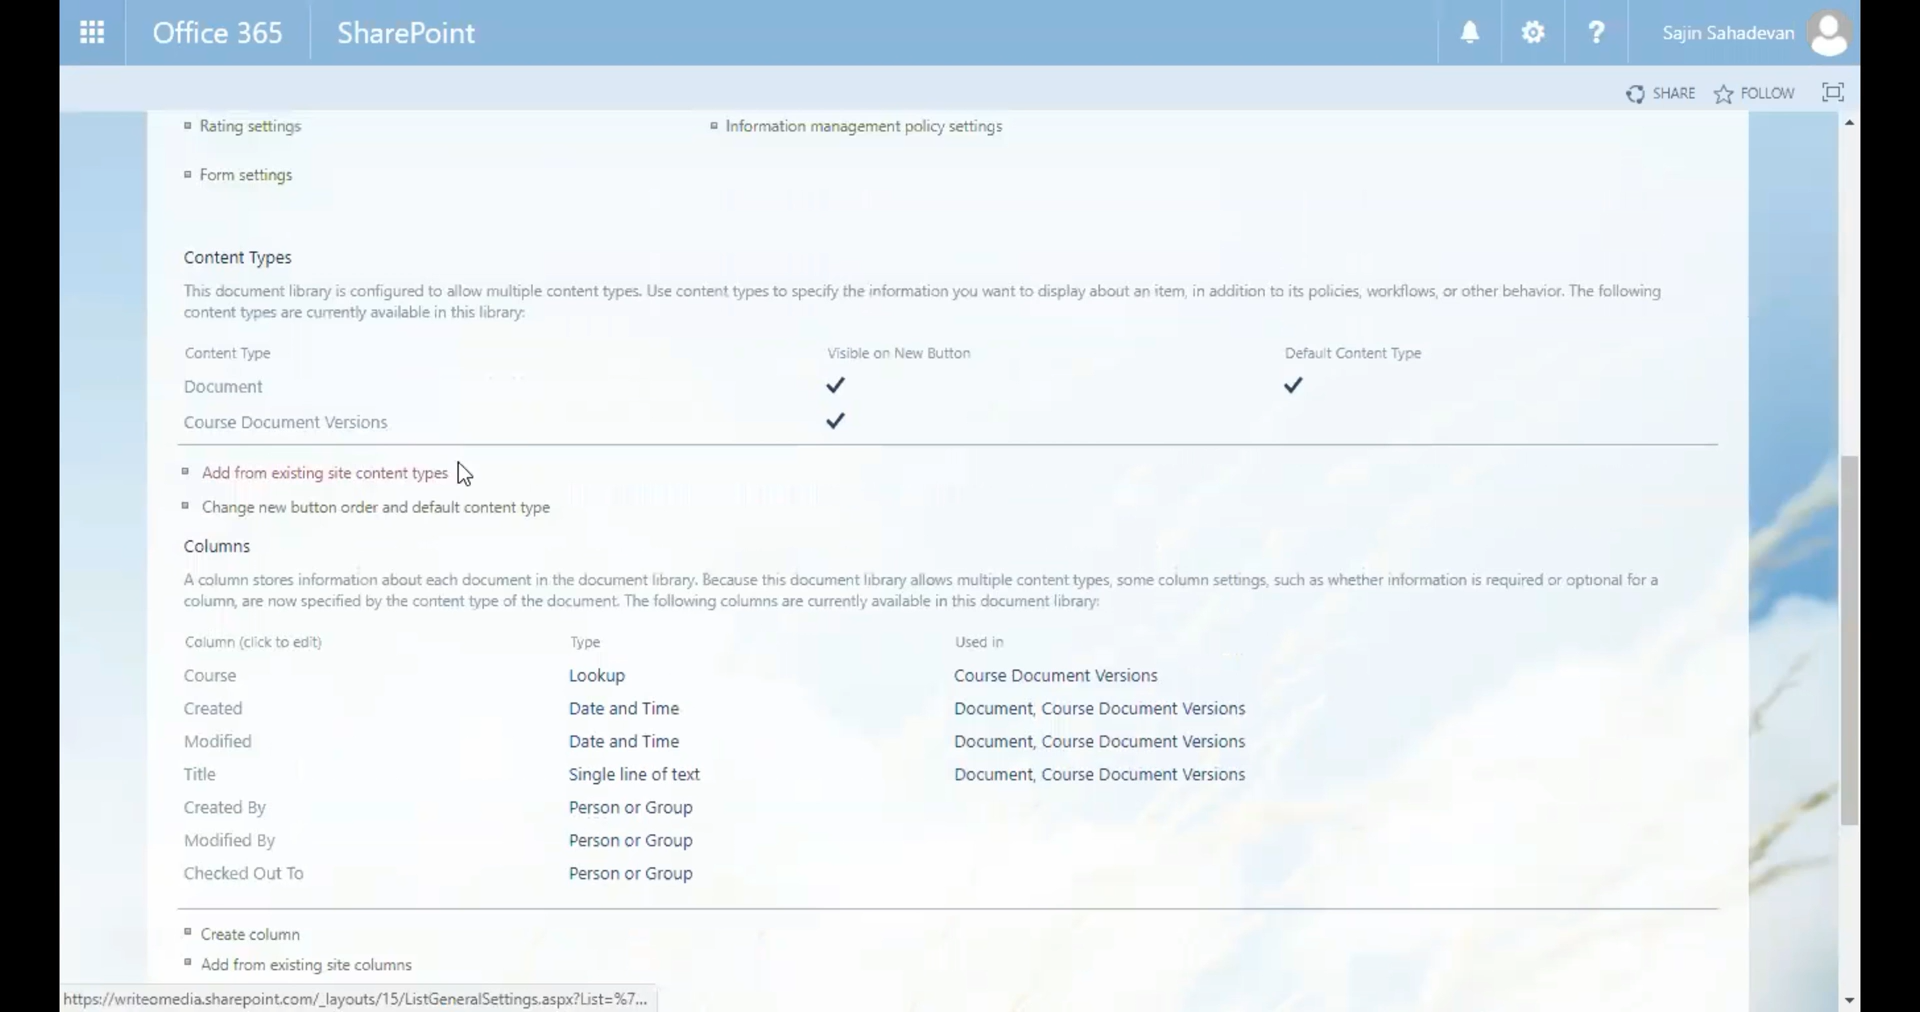 Office 365 SharePoint ? Sajin Sahadevan
SHARE FOLLOW
Rating settings Information management policy settings
Form settings
Content Types
This document library is configured to allow multiple content types. Use content types to specify the information you want to display about an item, in addition to its policies, workflows, or other behavior. The following
content types are currently available in this library:
Content Type Visible on New Button Default Content Type
Document
Course Document Versions
Add from existing site content types
Change new button order and default content type
Columns
A column stores information about each document in the document library. Because this document library allows multiple content types, some column settings, such as whether information is required or optional for a
column, are now specified by the content type of the document. The following columns are currently available in this document library:
Column (click to edit) Type Used in
Course Lookup Course Document Versions
Created Date and Time Document, Course Document Versions
Modified Date and Time Document, Course Document Versions
Title Single line of text Document, Course Document Versions
Created By Person or Group
Modified By Person or Group
Checked Out To Person or Group
Create column
Add from existing site columns
https://writeomedia.sharepoint.com/_layouts/15/ListGeneralSettings.aspx?List=%7...